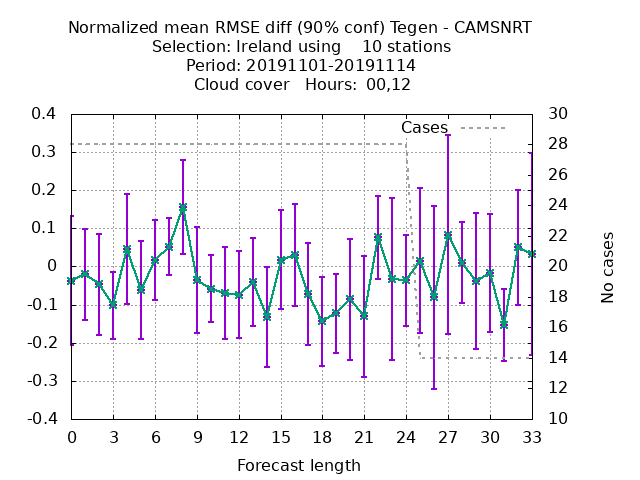 Normalized mean RMSE diff (90% conf) Tegen - CAMSNRT
Selection: Ireland using    10 stations
Period: 20191101-20191114
Cloud cover   Hours:  00,12
Cases
0.4
0.3
0.2
0.1
0
-0.1
-0.2
-0.3
-0.4
30
28
26
24
22
20
18
16
14
12
10
No cases
0 3 6 9 12 15 18 21 24 27 30 33
Forecast length